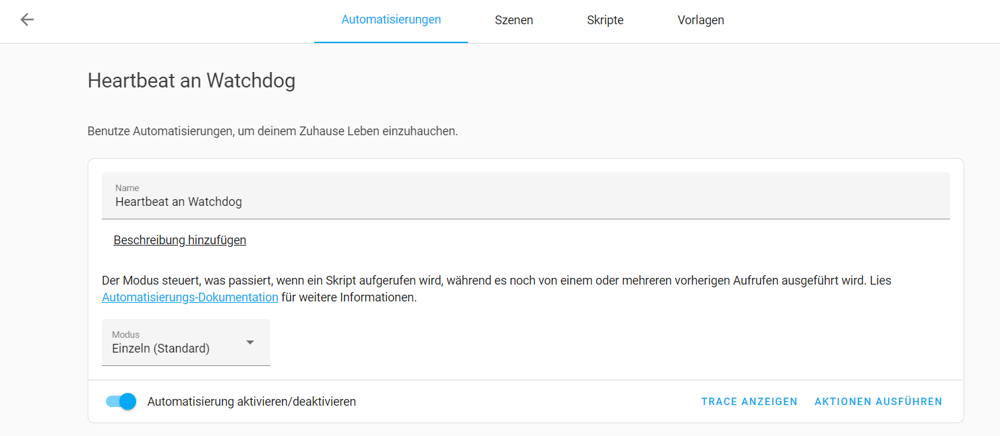 Automatisierungen Szenen Skripte Vorlagen
Heartbeat an Watchdog
Benutze Automatisierungen, um deinem Zuhause Leben einzuhauchen.
Name
Heartbeat an Watchdog
Beschreibung hinzufügen
Der Modus steuert, was passiert, wenn ein Skript aufgerufen wird, während es noch von einem oder mehreren vorherigen Aufrufen ausgeführt wird. Lies
Automatisierungs-Dokumentation für weitere Informationen.
Modus
Einzeln (Standard)
Automatisierung aktivieren/deaktivieren TRACE ANZEIGEN AKTIONEN AUSFÜHREN